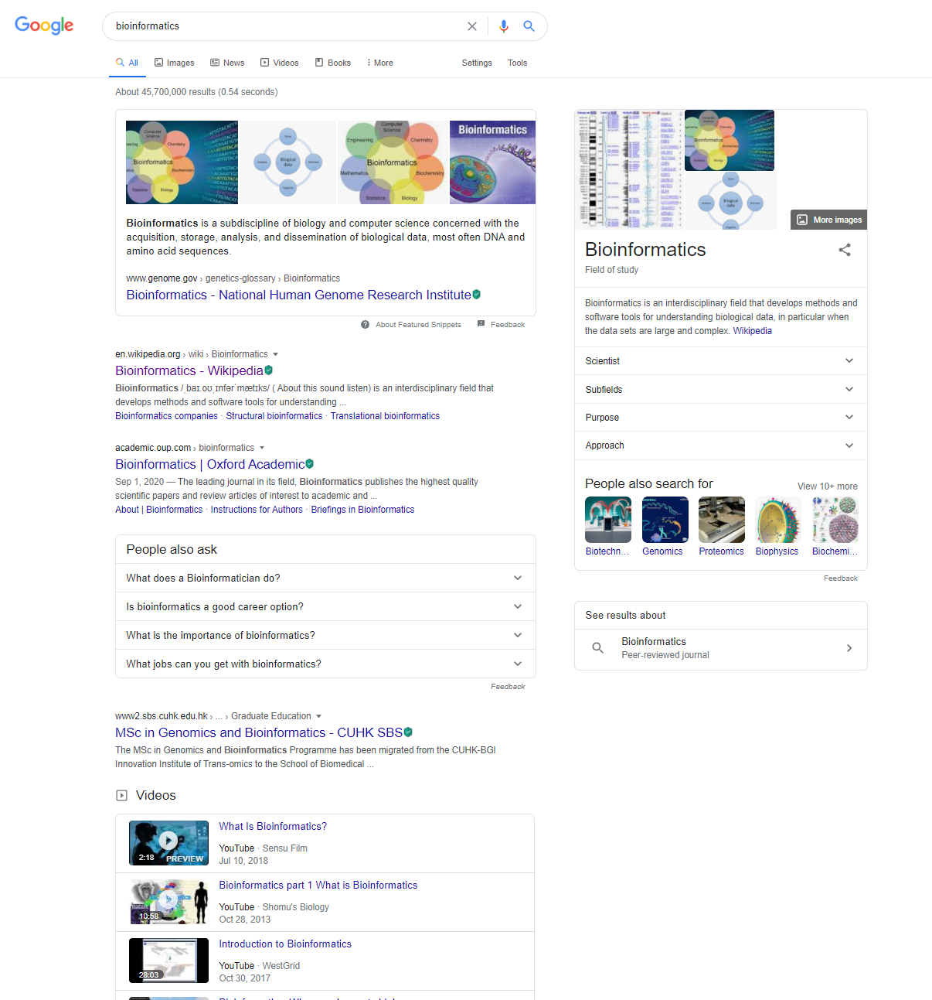 Google
bioinformatics
All
Images
News
Videos
Books
More
Settings
Tools
About 45,700,000 results (0.54 seconds)
Computer Science
Chemistry
Bioinformatics
Biochemistry
Statistics
Biology
Store
Analysis
Biological data
Organize
Computer Science
Engineering
Chemistry
Mathematics
Bioinformatics
Biochemistry
Statistics
Biology
Bioinformatics
Bioinformatics is a subdiscipline of biology and computer science concerned with the
acquisition, storage, analysis, and dissemination of biological data, most often DNA and
amino acid sequences.
www.genome.gov › genetics-glossary › Bioinformatics
Bioinformatics - National Human Genome Research Institute
About Featured Snippets
Feedback
en.wikipedia.org › wiki › Bioinformatics
Bioinformatics - Wikipedia
Bioinformatics /ˌbaɪ.oʊˌɪnfərˈmætɪks/ ( About this sound listen) is an interdisciplinary field that
develops methods and software tools for understanding ...
Bioinformatics companies · Structural bioinformatics · Translational bioinformatics
academic.oup.com › bioinformatics
Bioinformatics | Oxford Academic
Sep 1, 2020 — The leading journal in its field, Bioinformatics publishes the highest quality
scientific papers and review articles of interest to academic and ...
About | Bioinformatics · Instructions for Authors · Briefings in Bioinformatics
People also ask
What does a Bioinformatician do?
Is bioinformatics a good career option?
What is the importance of bioinformatics?
What jobs can you get with bioinformatics?
Feedback
www2.sbs.cuhk.edu.hk › ... › Graduate Education
MSc in Genomics and Bioinformatics - CUHK SBS
The MSc in Genomics and Bioinformatics Programme has been migrated from the CUHK-BGI
Innovation Institute of Trans-omics to the School of Biomedical ...
Videos
What Is Bioinformatics?
2:18 PREVIEW
YouTube · Sensu Film
Jul 10, 2018
Bioinformatics part 1 What is Bioinformatics
10:58
YouTube · Shomu's Biology
Oct 28, 2013
Introduction to Bioinformatics
28:03
YouTube · WestGrid
Oct 30, 2017
More images
Bioinformatics
Field of study
Bioinformatics is an interdisciplinary field that develops methods and
software tools for understanding biological data, in particular when
the data sets are large and complex. Wikipedia
Scientist
Subfields
Purpose
Approach
People also search for
View 10+ more
Biotechn...
Genomics
Proteomics
Biophysics
Biochemi...
Feedback
See results about
Bioinformatics
Peer-reviewed journal